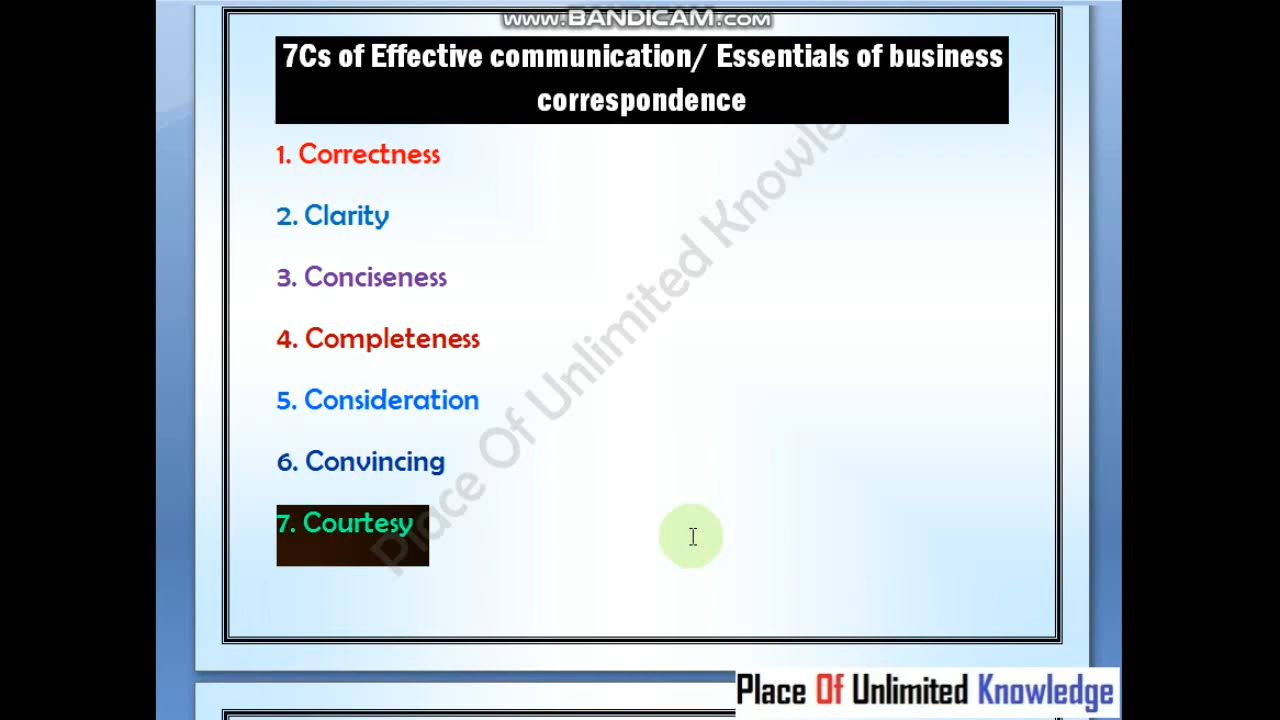 www.BANDICAM.com
7Cs of Effective communication/ Essentials of business
correspondence
1. Correctness
2. Clarity
3. Conciseness
4. Completeness
5. Consideration
6. Convincing
7. Courtesy
Place Of Unlimited Knowle
Place Of Unlimited Knowledge